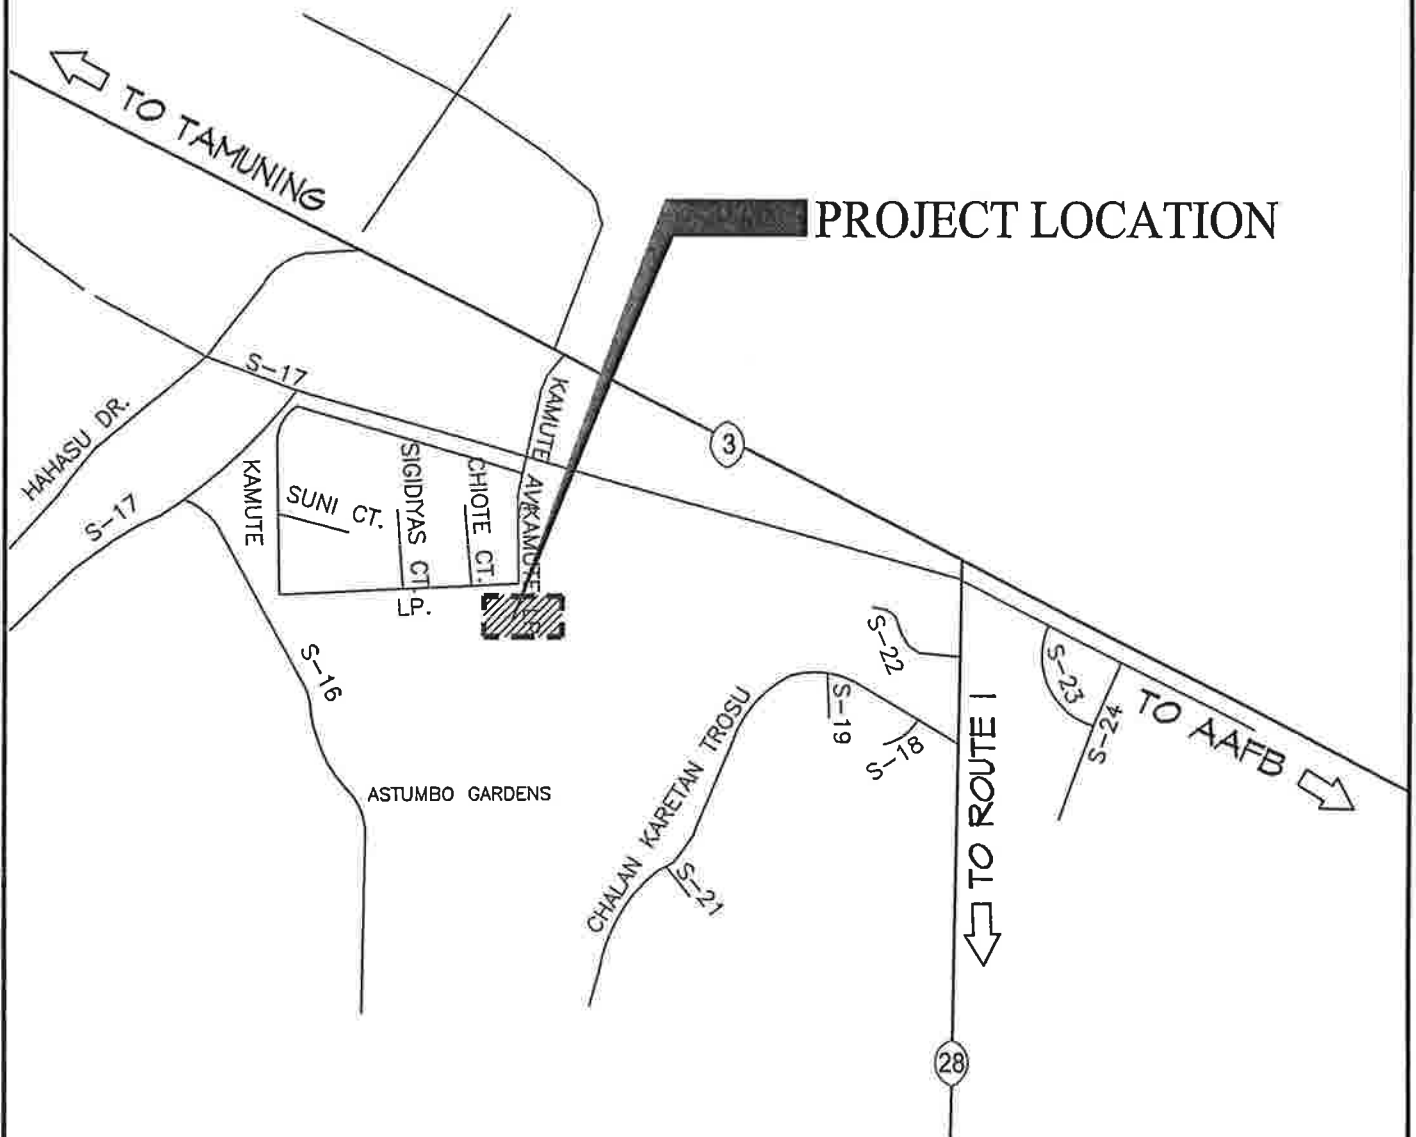 TO TAMUNING
PROJECT LOCATION
S-17
HAHASU DR.
KAMUTE
3
S-17
KAMUTE
SUNI CT.
SIGIDIYAS CT.
CHIOTE CT.
KAMUTE
LP.
S-16
S-22
S-23
S-24
TO AAFB
S-19
S-18
CHALAN KARETAN TROSU
TO ROUTE 1
ASTUMBO GARDENS
S-21
28